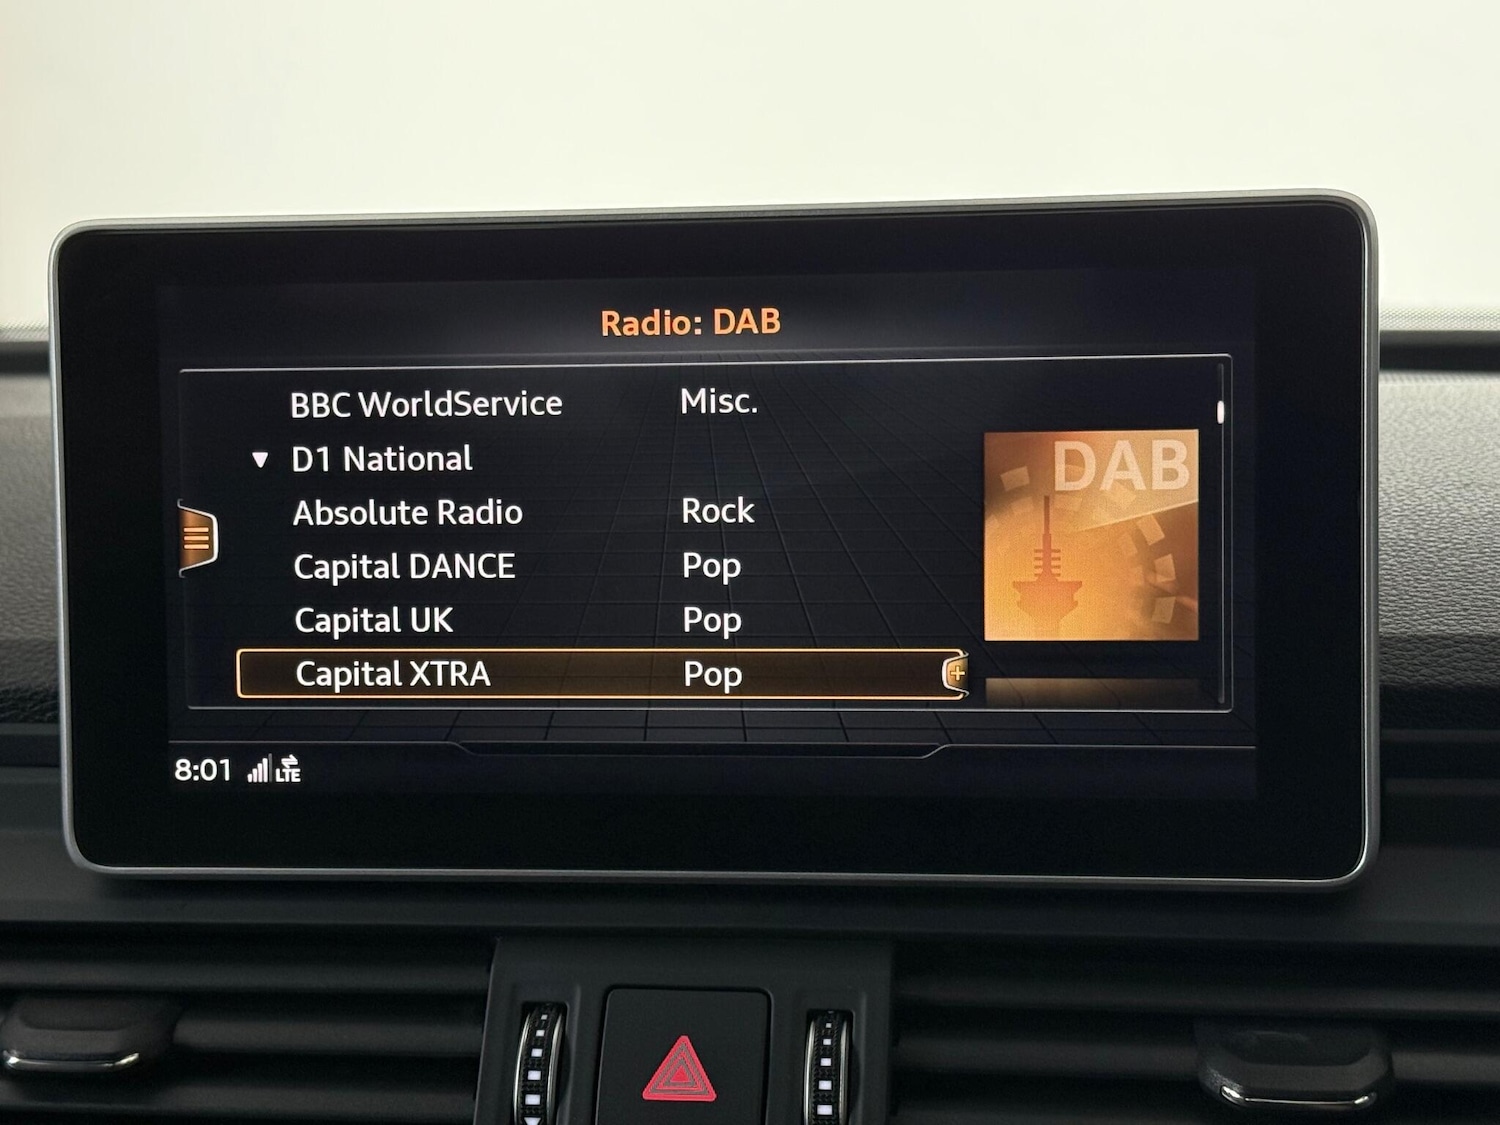 Radio: DAB
BBC WorldService Misc.
D1 National
Absolute Radio Rock
Capital DANCE Pop
Capital UK Pop
Capital XTRA Pop
DAB
8:01 LTE